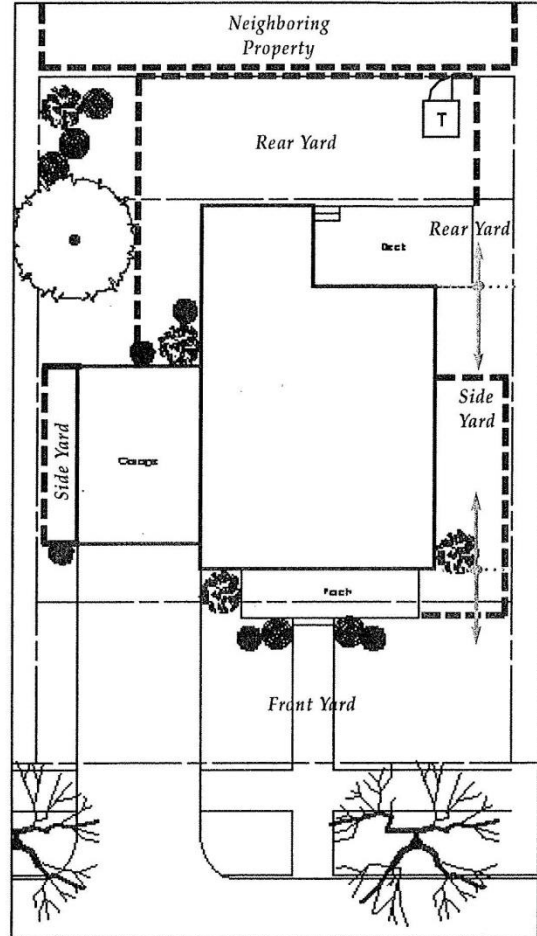 Neighboring
Property
T
Rear Yard
Rear Yard
Deck
Side
Yard
Side Yard
Garage
Porch
Front Yard